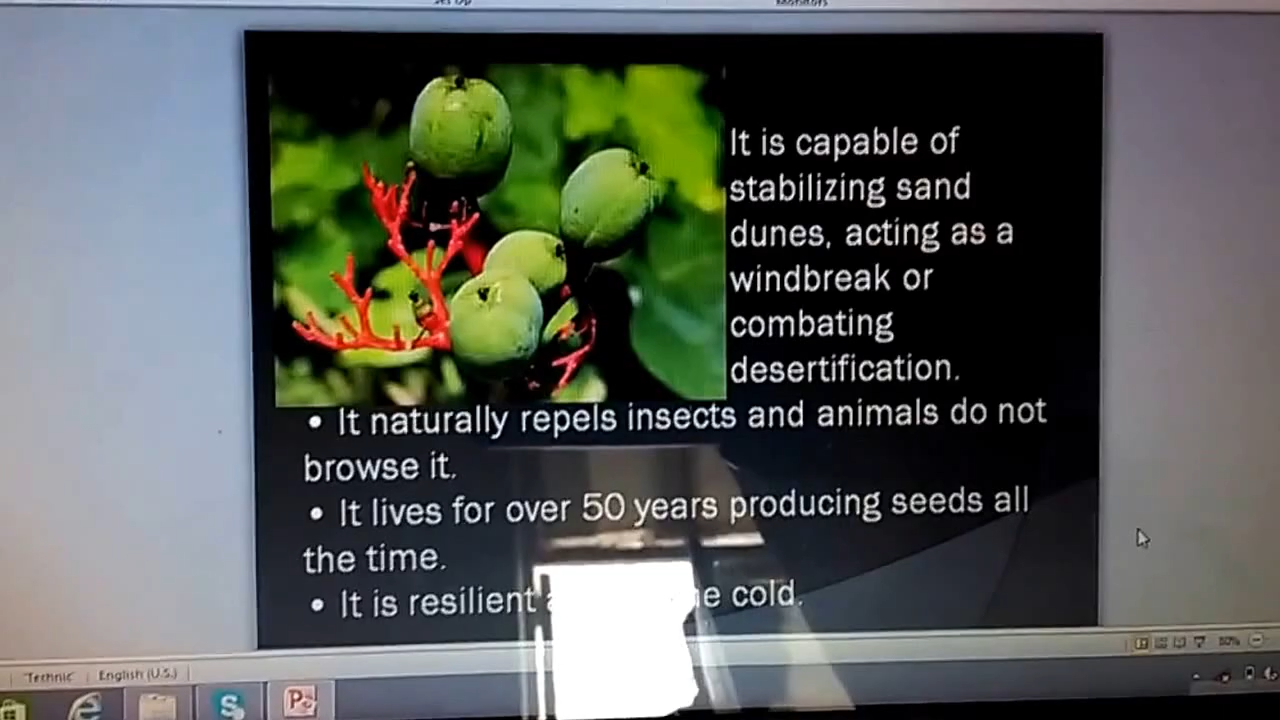 It is capable of
stabilizing sand
dunes, acting as a
windbreak or
combating
desertification.
• It naturally repels insects and animals do not
browse it.
• It lives for over 50 years producing seeds all
the time.
• It is resilient cold.
"Technic" English (U.S.) 80%